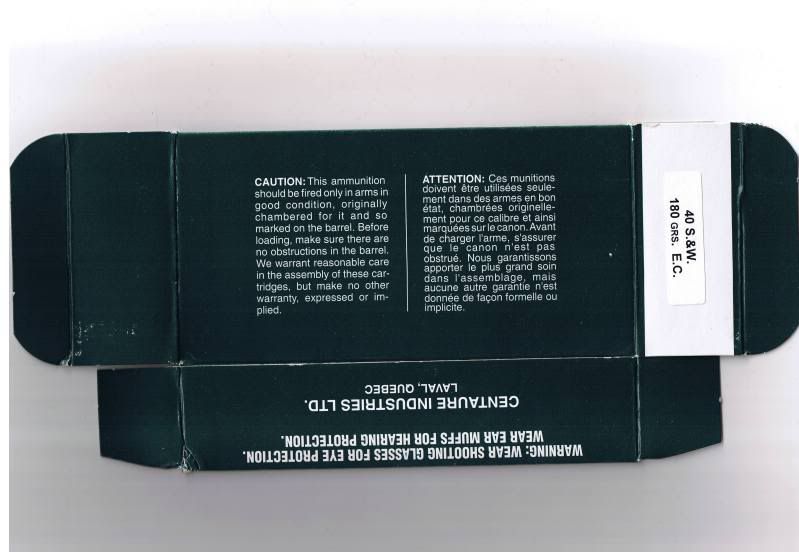 CAUTION: This ammunition
should be fired only in arms in
good condition, originally
chambered for it and so
marked on the barrel. Before
loading, make sure there are
no obstructions in the barrel.
We warrant reasonable care
in the assembly of these car-
tridges, but make no other
warranty, expressed or im-
plied.
ATTENTION: Ces munitions
doivent être utilisées seule-
ment dans des armes en bon
état, chambrées originelle-
ment pour ce calibre et ainsi
marquées sur le canon. Avant
de charger l'arme, s'assurer
que le canon n'est pas
obstrué. Nous garantissons
apporter le plus grand soin
dans l'assemblage, mais
aucune autre garantie n'est
donnée de façon formelle ou
implicite.
40 S.&W.
180 GRS. E.C.
WARNING: WEAR SHOOTING GLASSES FOR EYE PROTECTION.
WEAR EAR MUFFS FOR HEARING PROTECTION.
CENTAURE INDUSTRIES LTD.
LAVAL, QUEBEC